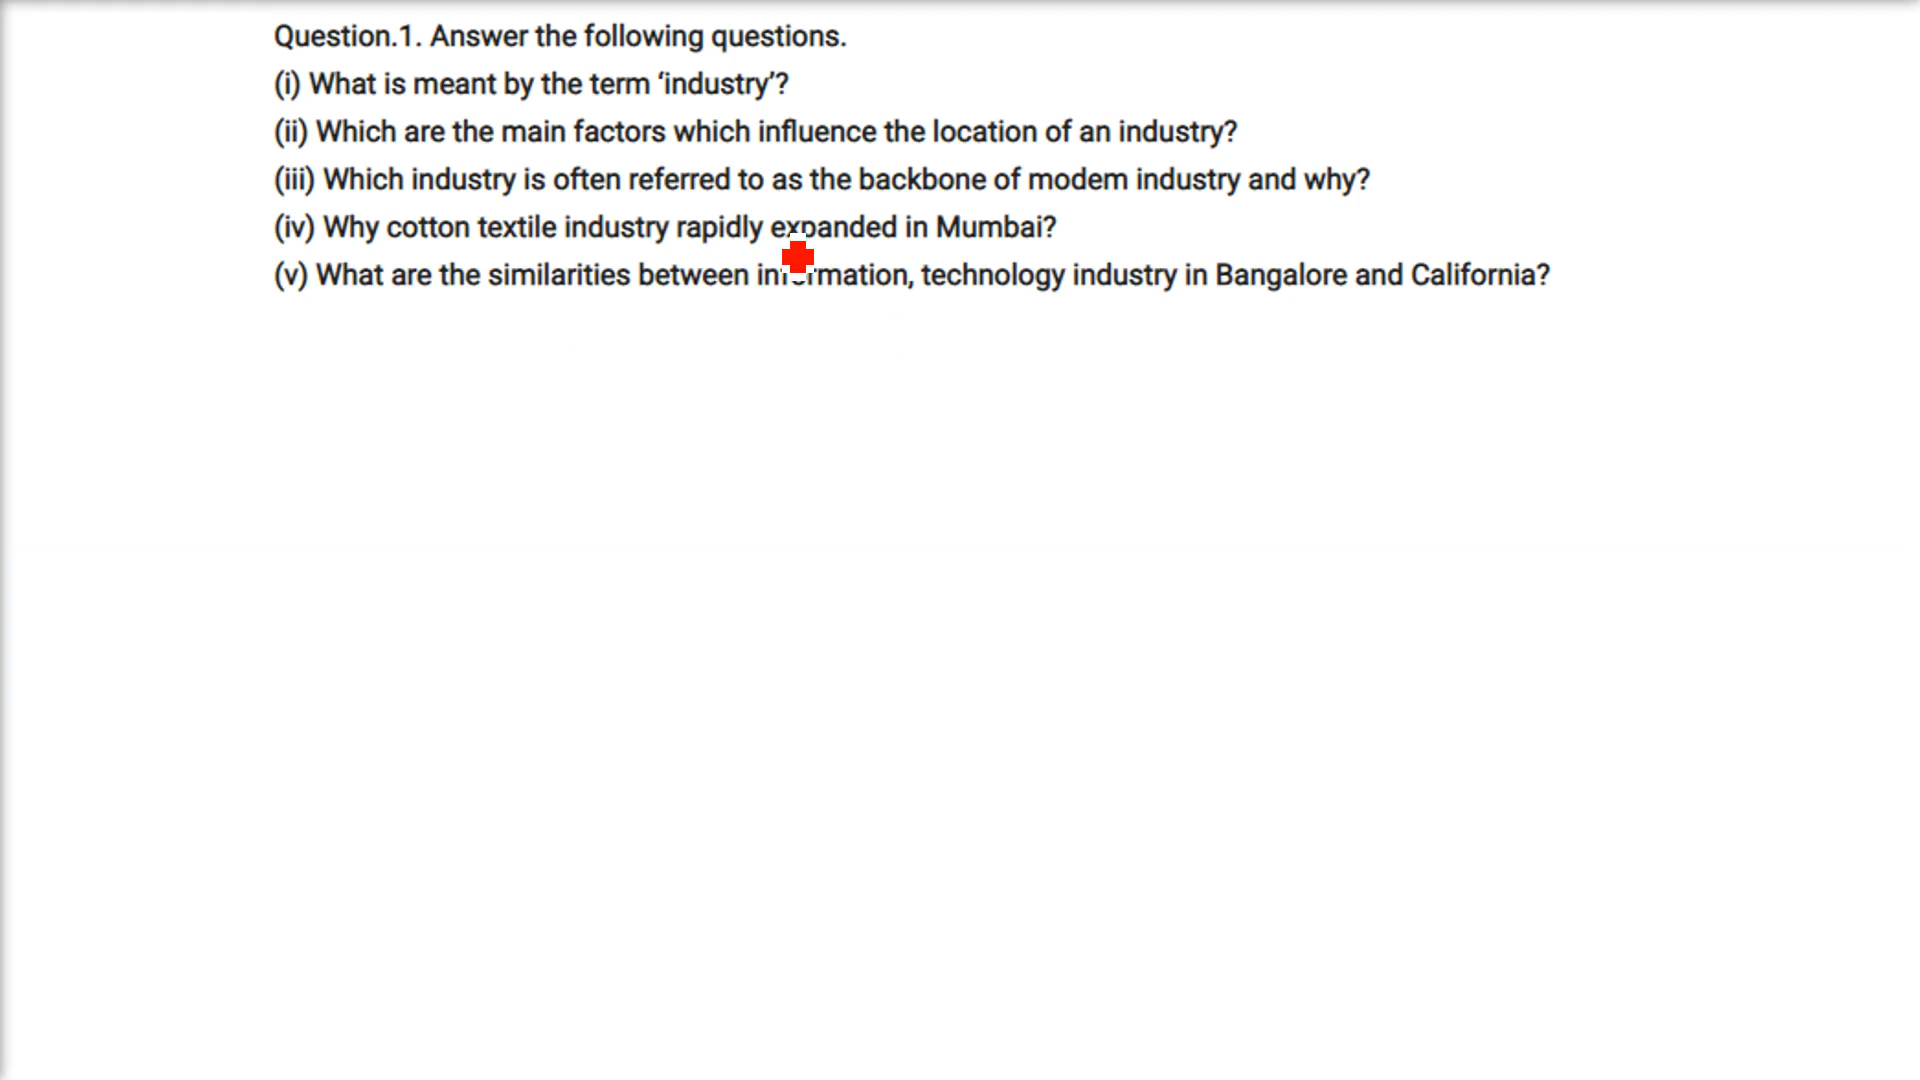 Question.1. Answer the following questions.
(i) What is meant by the term ‘industry’?
(ii) Which are the main factors which influence the location of an industry?
(iii) Which industry is often referred to as the backbone of modem industry and why?
(iv) Why cotton textile industry rapidly expanded in Mumbai?
(v) What are the similarities between information, technology industry in Bangalore and California?